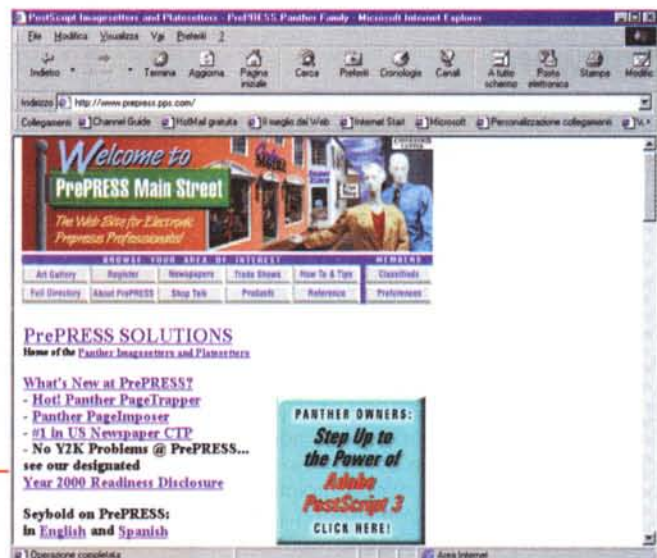 PostScript Imagesetters and Platesetters - PrePRESS Panther Family - Microsoft Internet Explorer
File Modifica Visualizza Vai Preferiti ?
Indietro Termina Aggiorna Pagina iniziale Cerca Preferiti Cronologia Canali A tutto schermo Posta elettronica Stampa Modific
Indirizzo http://www.prepress.pps.com/
Collegamenti Channel Guide HotMail gratuita Il meglio del Web Internet Start Microsoft Personalizzazione collegamenti
Welcome to
PrePRESS Main Street
The Web Site for Electronic
Prepress Professionals!
BROWSE YOUR AREA OF INTEREST MEMBERS
Art Gallery Register Newspapers Trade Shows How To & Tips Classifieds
Full Directory About PrePRESS Shop Talk Products Reference Preferences
PrePRESS SOLUTIONS
Home of the Panther Imagesetters and Platesetters
What's New at PrePRESS?
- Hot! Panther PageTrapper
- Panther PageImposer
- #1 in US Newspaper CTP
- No Y2K Problems @ PrePRESS...
see our designated
Year 2000 Readiness Disclosure
Seybold on PrePRESS:
in English and Spanish
PANTHER OWNERS:
Step Up to
the Power of
Adobe
PostScript 3
CLICK HERE!
Operazione completata Area Internet